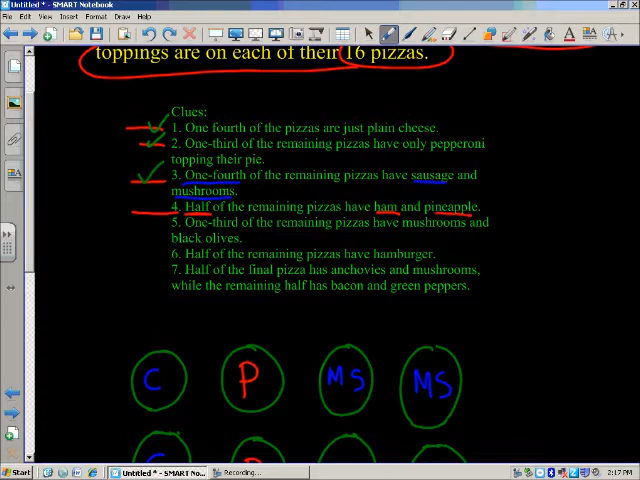 Untitled * - SMART Notebook
File Edit View Insert Format Draw Help
toppings are on each of their 16 pizzas.
Clues:
1. One fourth of the pizzas are just plain cheese.
2. One-third of the remaining pizzas have only pepperoni
topping their pie.
3. One-fourth of the remaining pizzas have sausage and
mushrooms.
4. Half of the remaining pizzas have ham and pineapple.
5. One-third of the remaining pizzas have mushrooms and
black olives.
6. Half of the remaining pizzas have hamburger.
7. Half of the final pizza has anchovies and mushrooms,
while the remaining half has bacon and green peppers.
C P MS MS
C P
Start Untitled * - SMART No... Recording... 2:17 PM